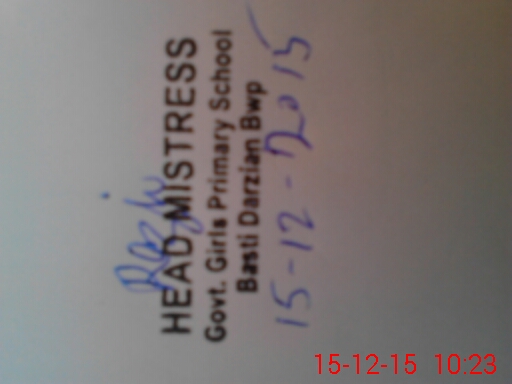 HEAD MISTRESS
Govt. Girls Primary School
Basti Darzian Bwp
15-12-2015
15-12-15 10:23